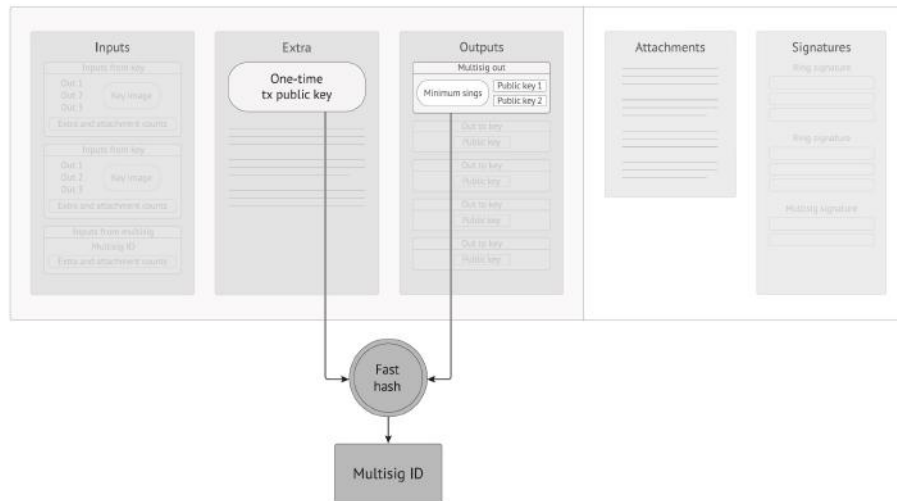 Inputs
Inputs from key
Out 1
Out 2
Out 3
Key image
Extra and attachment counts
Inputs from key
Out 1
Out 2
Out 3
Key image
Extra and attachment counts
Inputs from multisig
Multisig ID
Extra and attachment counts
Extra
One-time
tx public key
Outputs
Multisig out
Minimum sings
Public key 1
Public key 2
Out to key
Public key
Out to key
Public key
Out to key
Public key
Out to key
Public key
Attachments
Signatures
Ring signature
Ring signature
Multisig signature
Fast
hash
Multisig ID